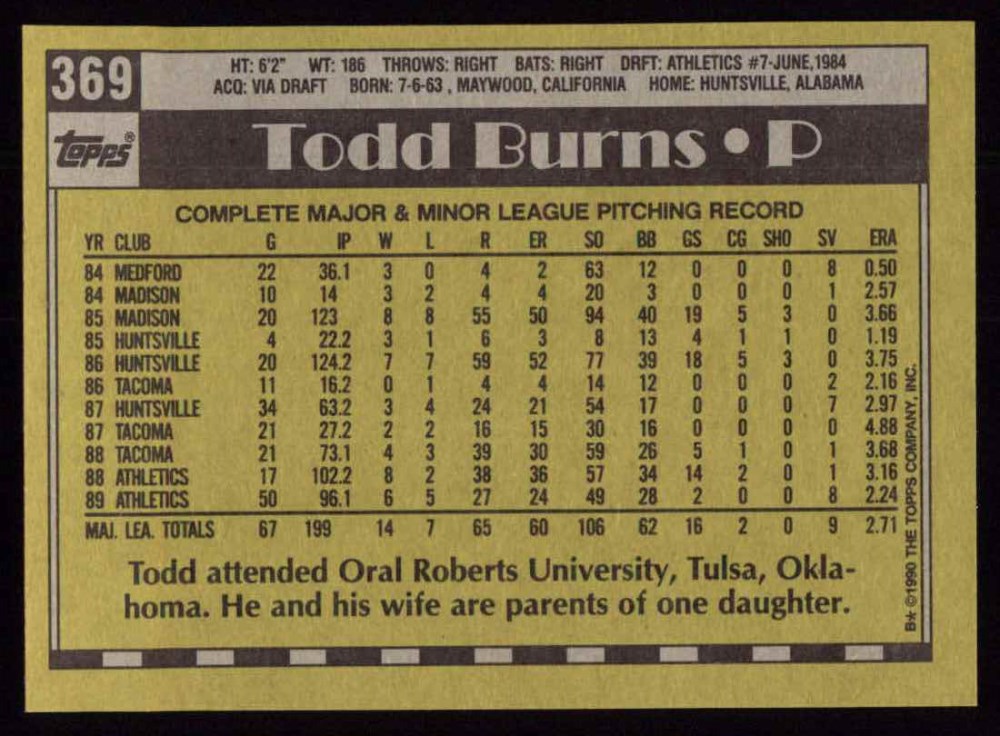 369
HT: 6'2" WT: 186 THROWS: RIGHT BATS: RIGHT DRFT: ATHLETICS #7-JUNE,1984
ACQ: VIA DRAFT BORN: 7-6-63 , MAYWOOD, CALIFORNIA HOME: HUNTSVILLE, ALABAMA
topps®
Todd Burns • P
COMPLETE MAJOR & MINOR LEAGUE PITCHING RECORD
YR CLUB G IP W L R ER SO BB GS CG SHO SV ERA
84 MEDFORD 22 36.1 3 0 4 2 63 12 0 0 0 8 0.50
84 MADISON 10 14 3 2 4 4 20 3 0 0 0 1 2.57
85 MADISON 20 123 8 8 55 50 94 40 19 5 3 0 3.66
85 HUNTSVILLE 4 22.2 3 1 6 3 8 13 4 1 1 0 1.19
86 HUNTSVILLE 20 124.2 7 7 59 52 77 39 18 5 3 0 3.75
86 TACOMA 11 16.2 0 1 4 4 14 12 0 0 0 2 2.16
87 HUNTSVILLE 34 63.2 3 4 24 21 54 17 0 0 0 7 2.97
87 TACOMA 21 27.2 2 2 16 15 30 16 0 0 0 0 4.88
88 TACOMA 21 73.1 4 3 39 30 59 26 5 1 0 1 3.68
88 ATHLETICS 17 102.2 8 2 38 36 57 34 14 2 0 1 3.16
89 ATHLETICS 50 96.1 6 5 27 24 49 28 2 0 0 8 2.24
MAJ. LEA. TOTALS 67 199 14 7 65 60 106 62 16 2 0 9 2.71
Todd attended Oral Roberts University, Tulsa, Okla-
homa. He and his wife are parents of one daughter.
B* ©1990 THE TOPPS COMPANY, INC.